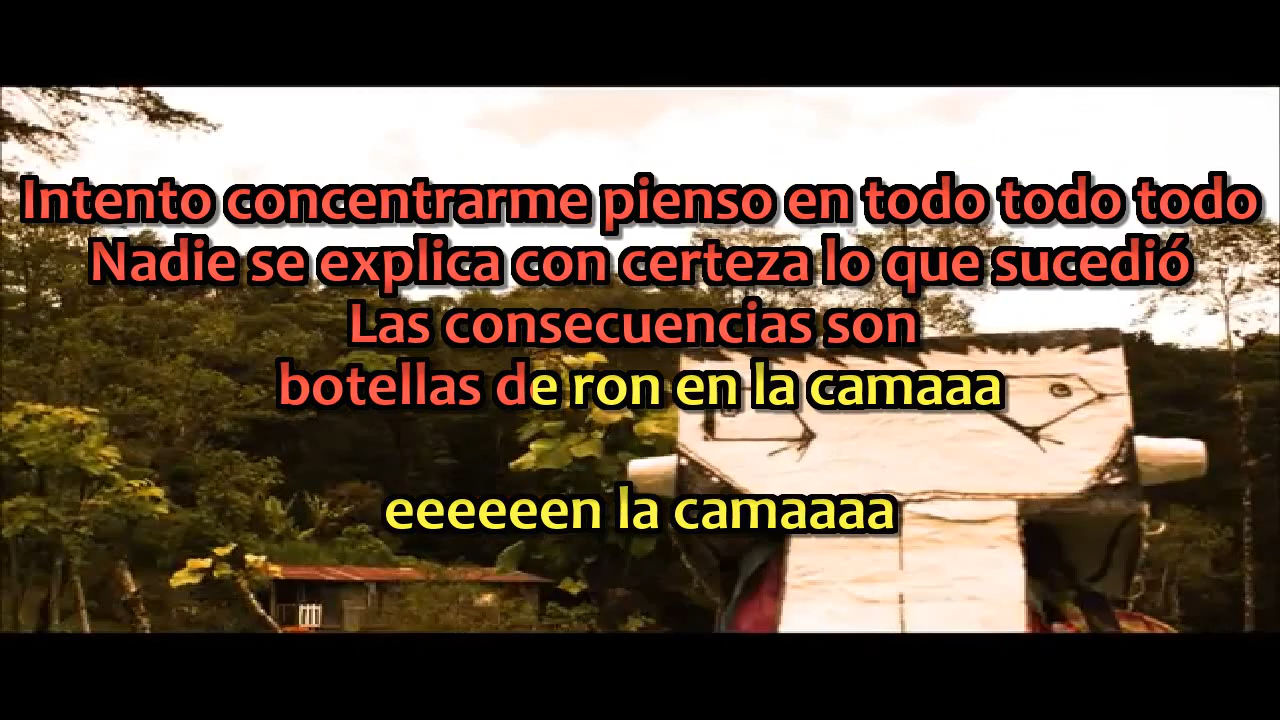 Intento concentrarme pienso en todo todo todo
Nadie se explica con certeza lo que sucedió
Las consecuencias son
botellas de ron en la camaaa
eeeeeen la camaaaa